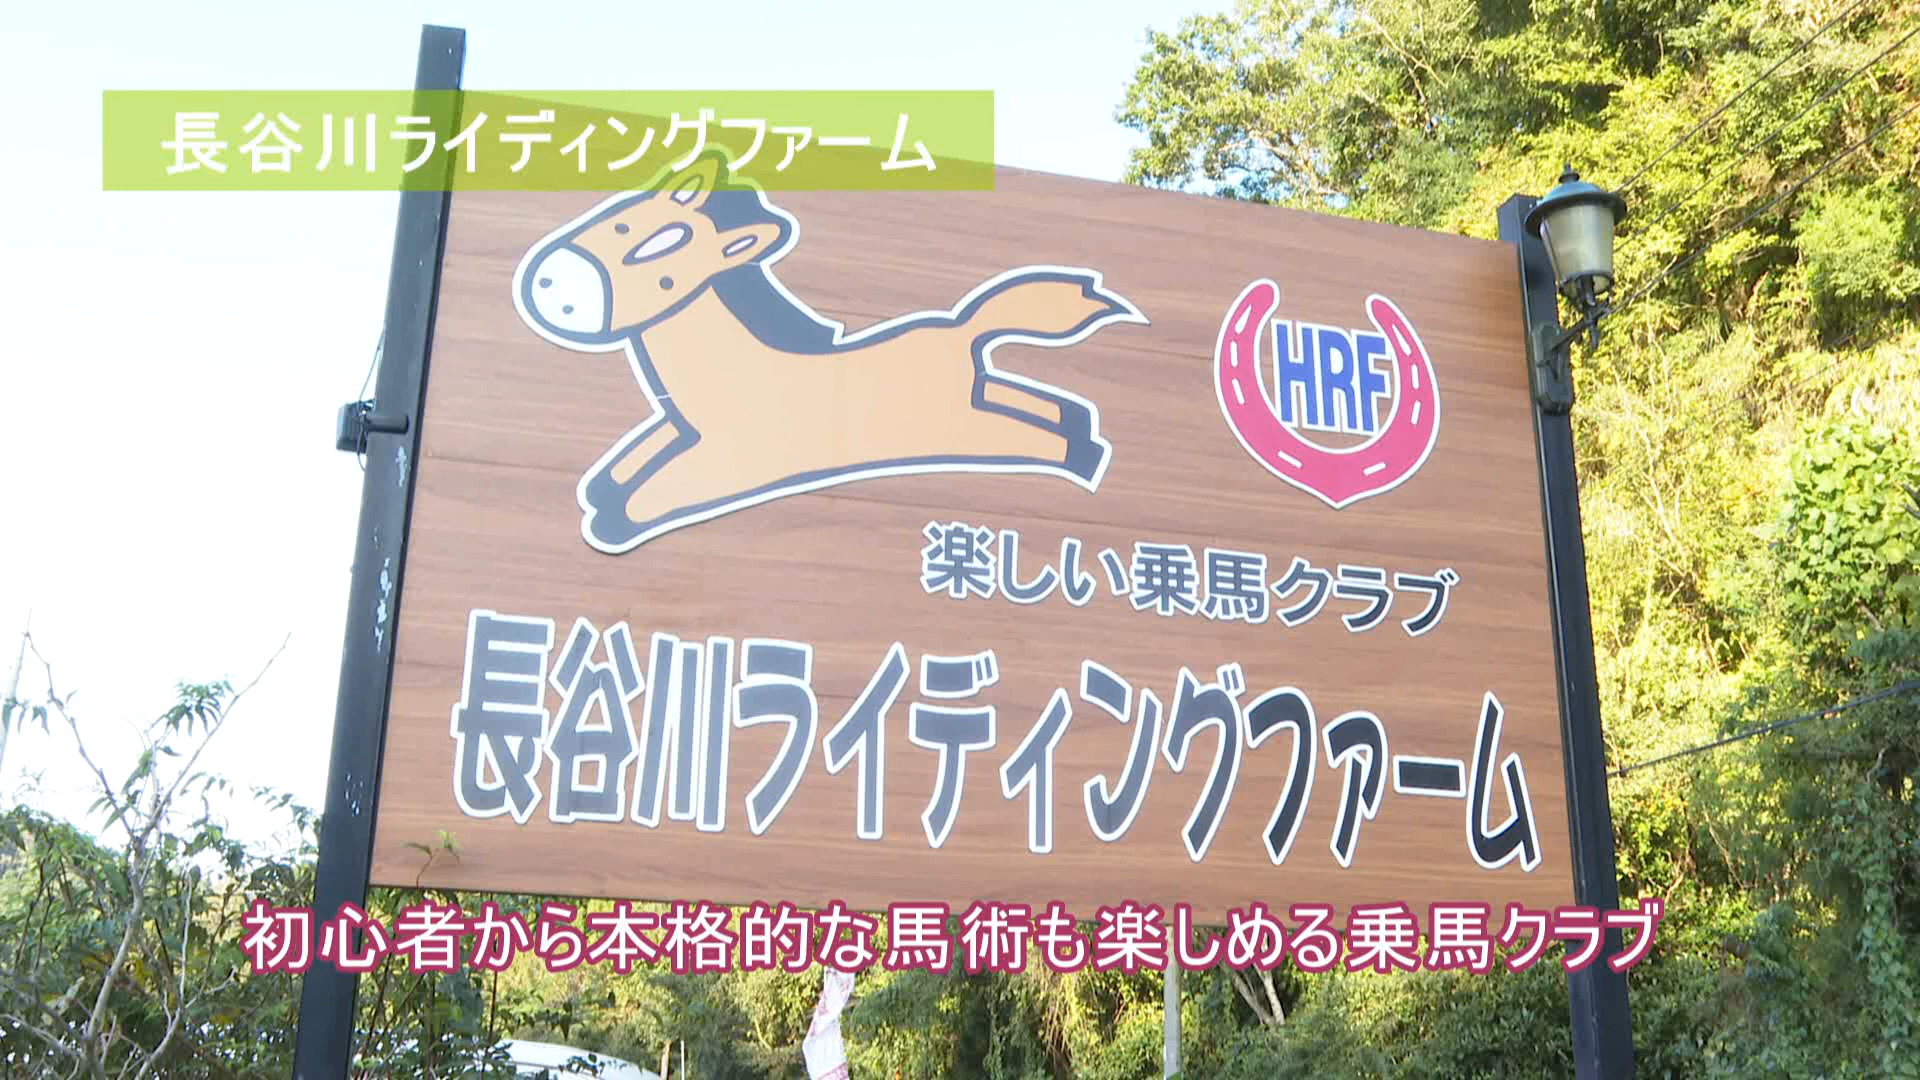 長谷川ライディングファーム
HRF
楽しい乗馬クラブ
長谷川ライディングファーム
初心者から本格的な馬術も楽しめる乗馬クラブ